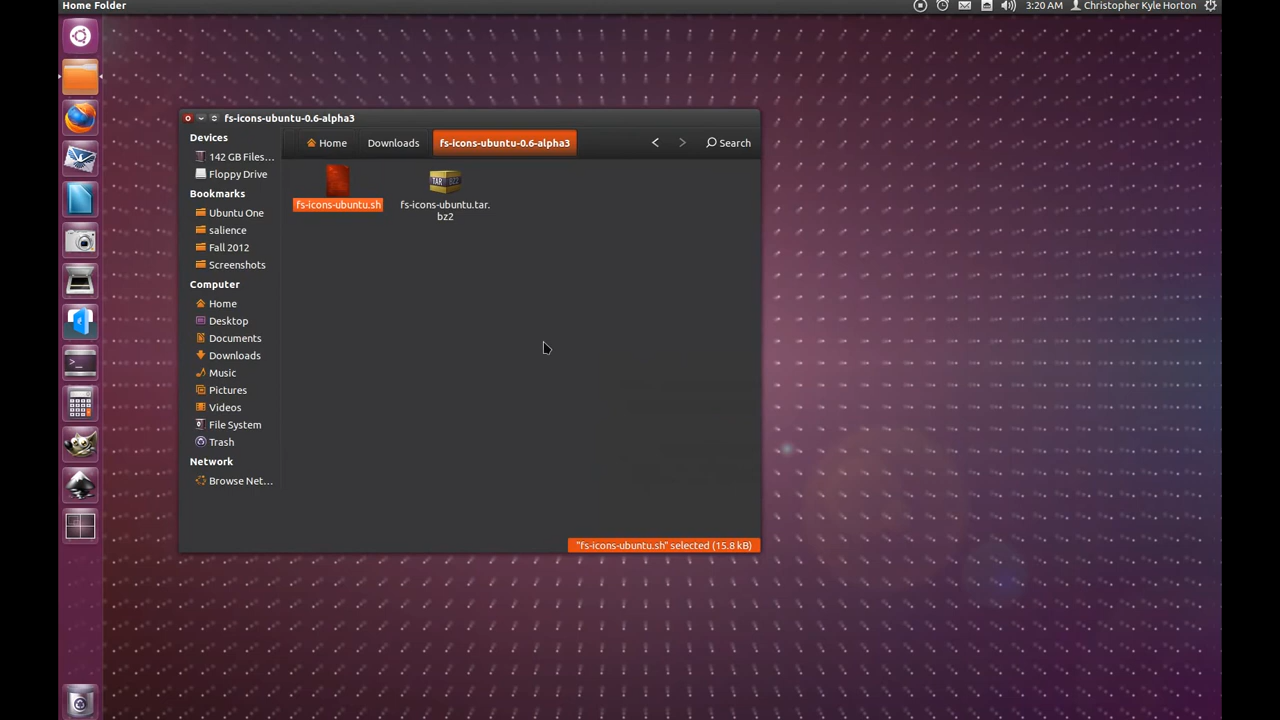 Home Folder
3:20 AM
Christopher Kyle Horton
fs-icons-ubuntu-0.6-alpha3
Devices
142 GB Files...
Floppy Drive
Bookmarks
Ubuntu One
salience
Fall 2012
Screenshots
Computer
Home
Desktop
Documents
Downloads
Music
Pictures
Videos
File System
Trash
Network
Browse Net...
Home
Downloads
fs-icons-ubuntu-0.6-alpha3
Search
fs-icons-ubuntu.sh
TAR BZ2
fs-icons-ubuntu.tar.
bz2
"fs-icons-ubuntu.sh" selected (15.8 kB)